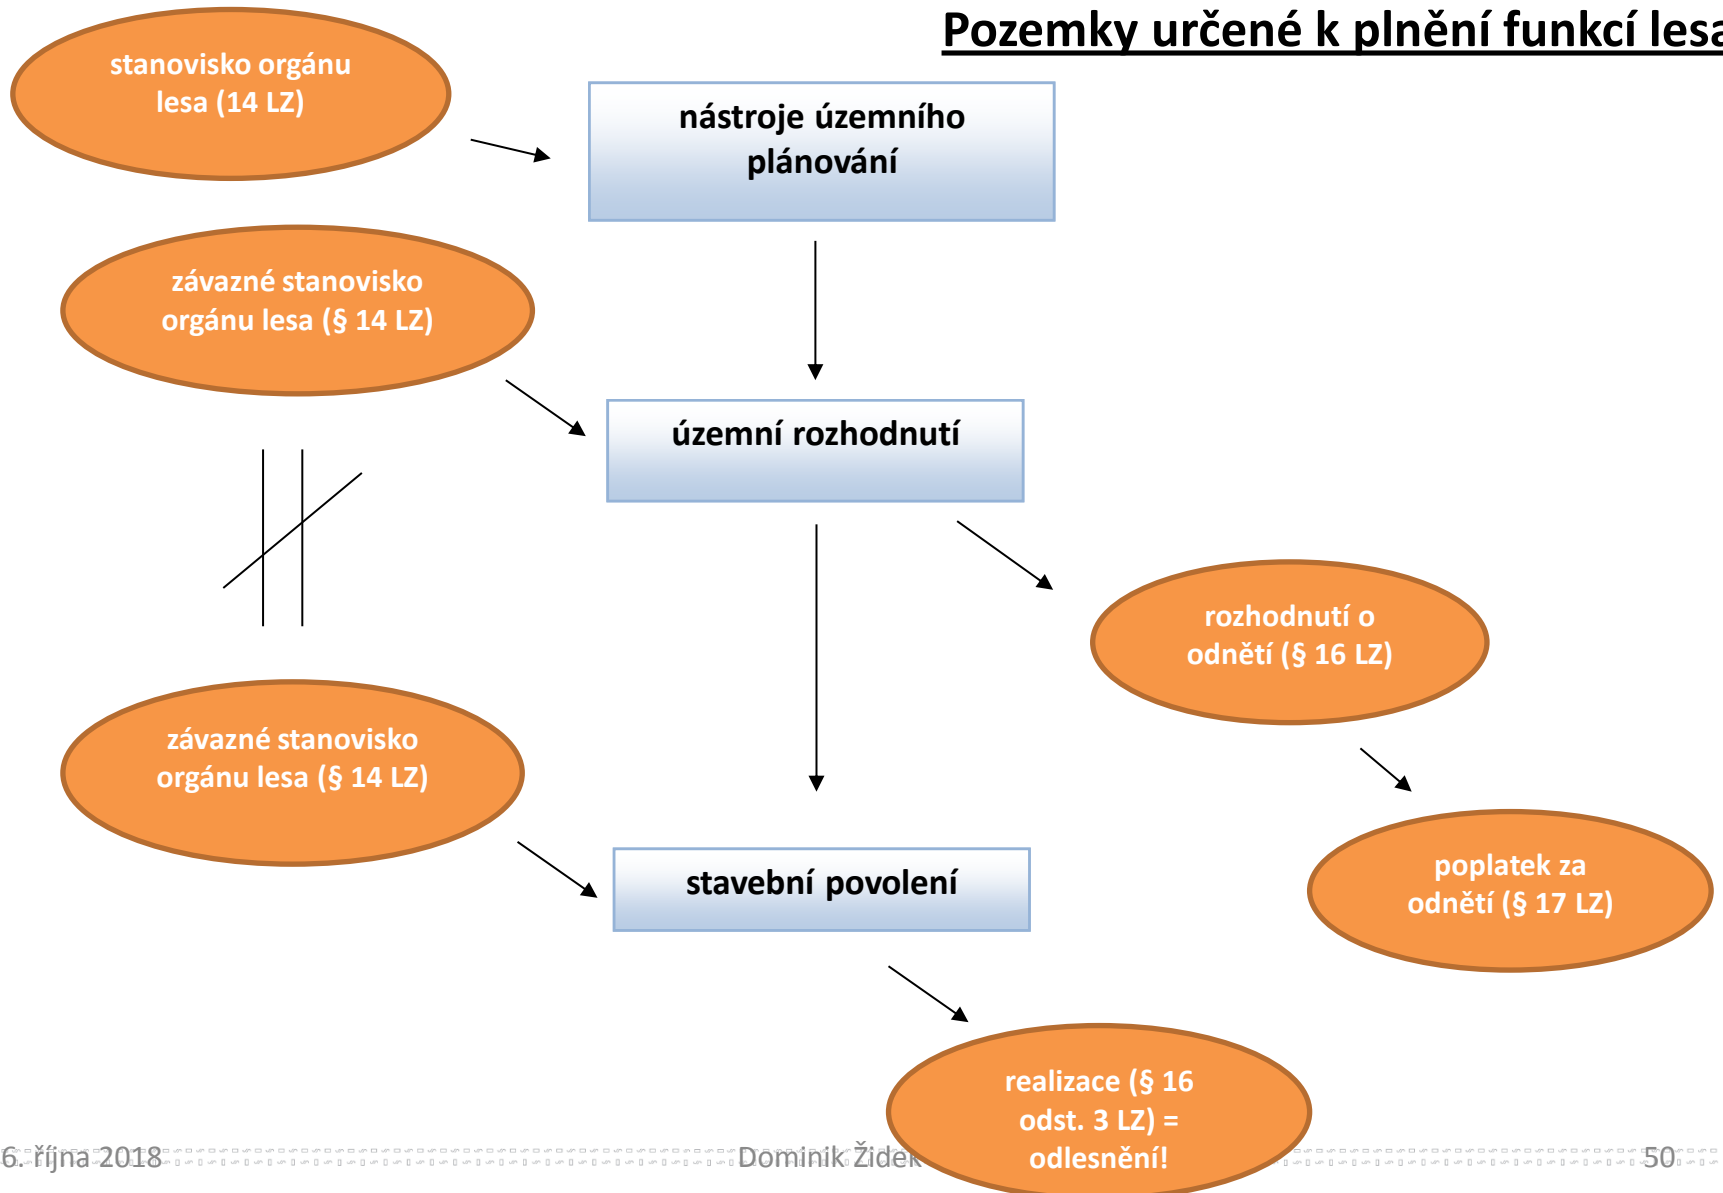 Pozemky určené k plnění funkcí lesa
stanovisko orgánu
lesa (14 LZ)
nástroje územního
plánování
závazné stanovisko
orgánu lesa (§ 14 LZ)
územní rozhodnutí
rozhodnutí o
odnětí (§ 16 LZ)
závazné stanovisko
orgánu lesa (§ 14 LZ)
stavební povolení
poplatek za
odnětí (§ 17 LZ)
realizace (§ 16
odst. 3 LZ) =
odlesnění!
6. října 2018
Dominik Židek
50